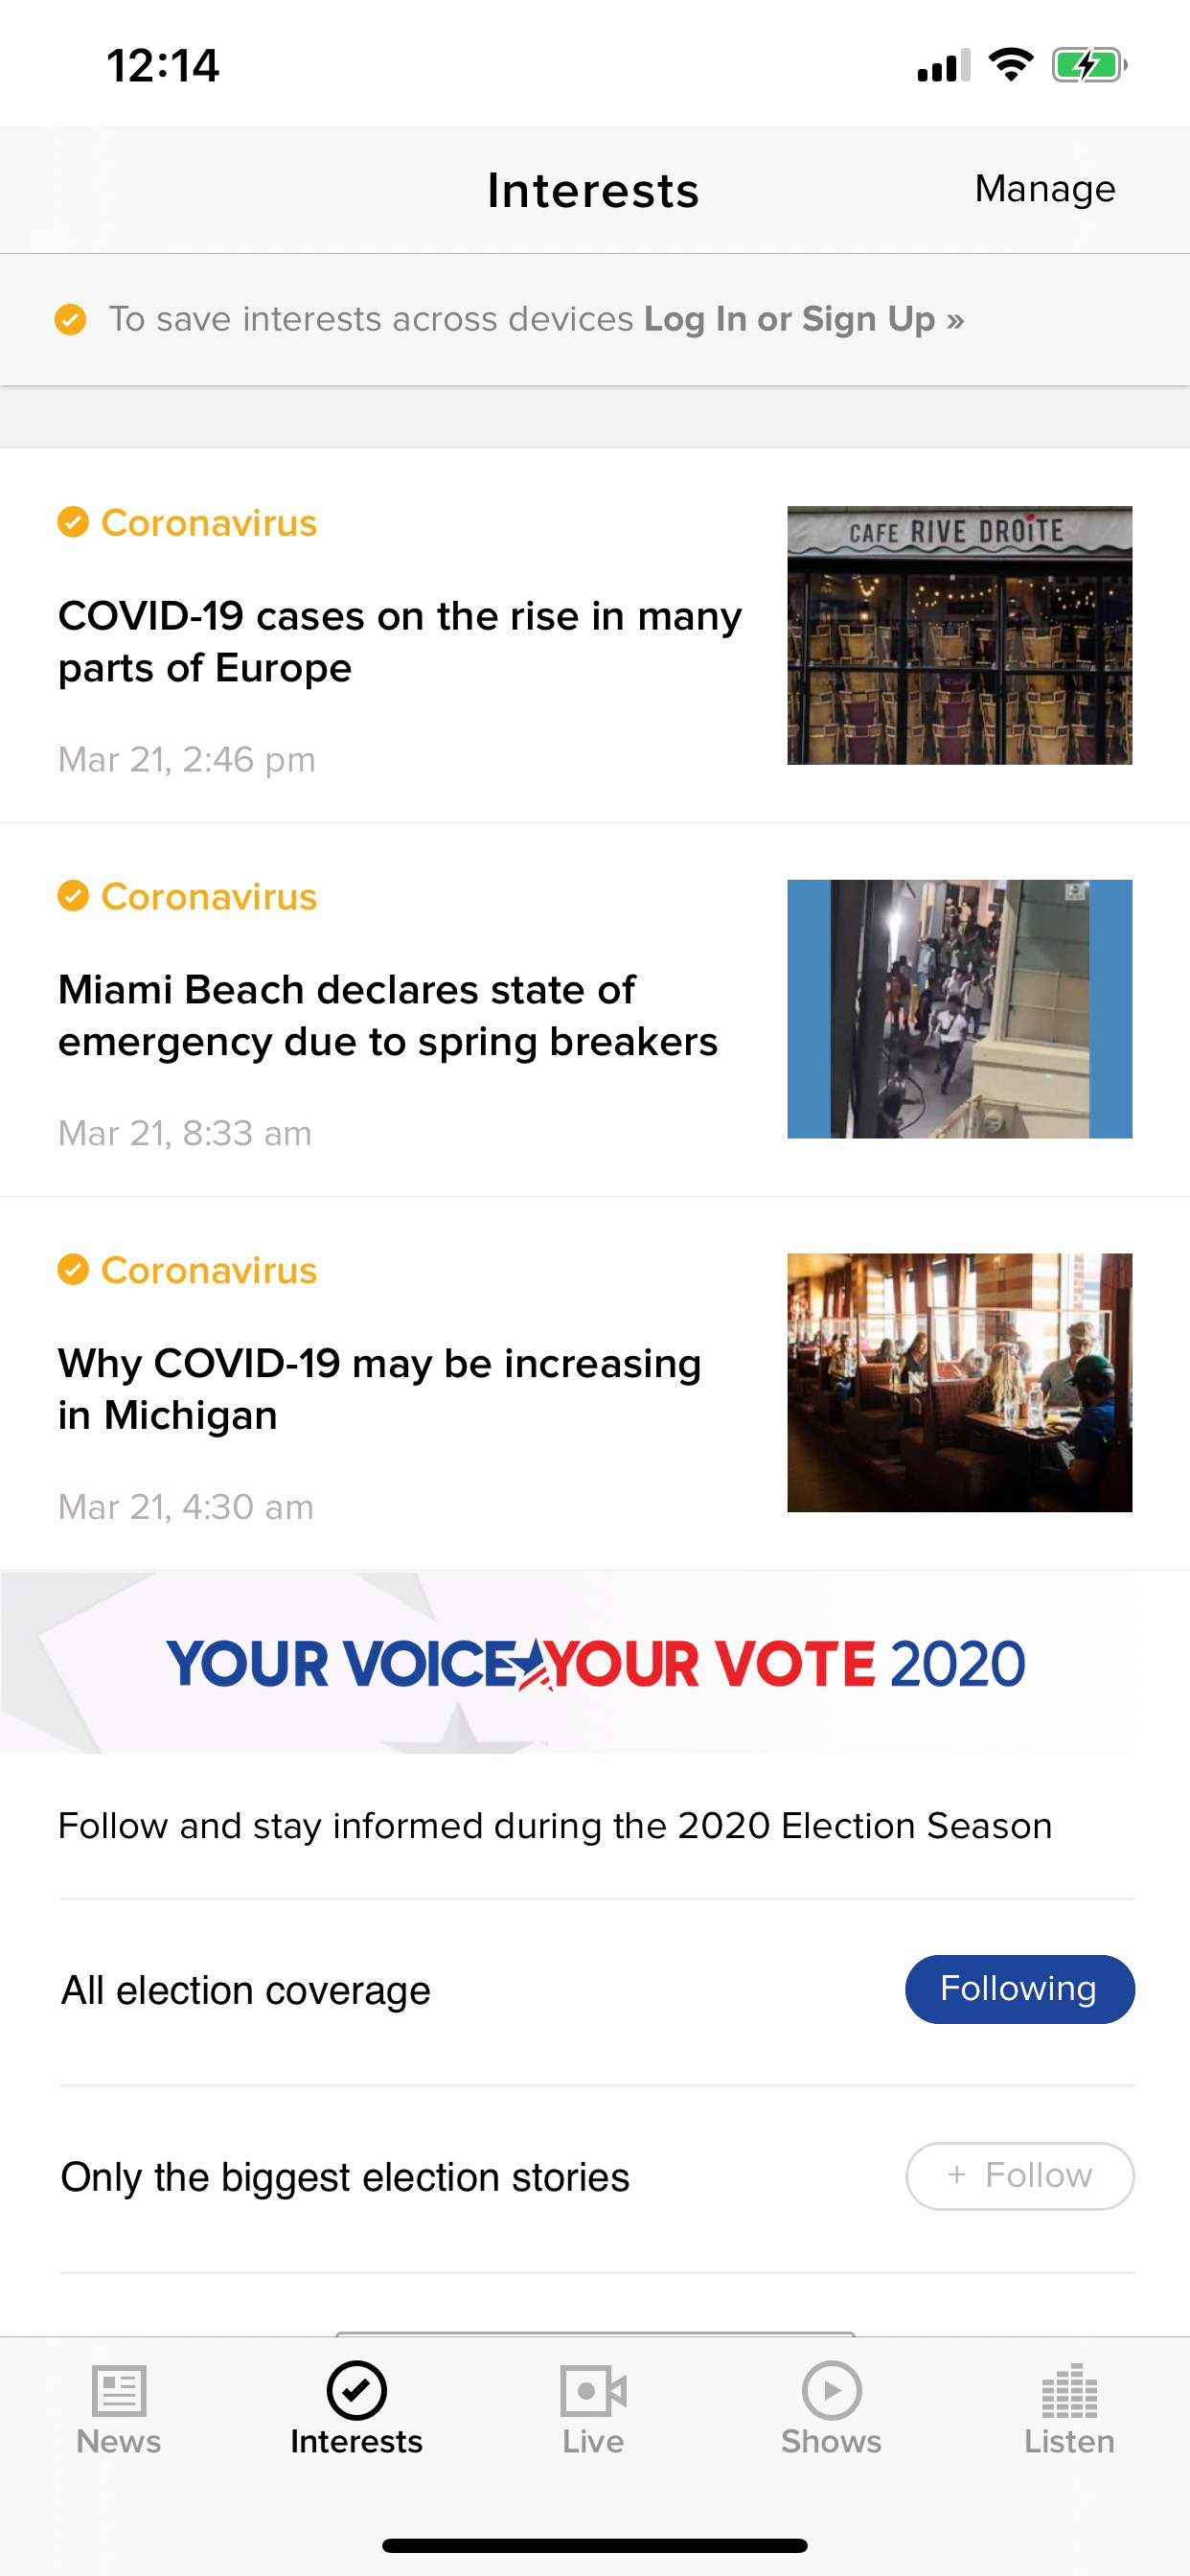 12:14
Interests
Manage
To save interests across devices Log In or Sign Up »
Coronavirus
COVID-19 cases on the rise in many
parts of Europe
Mar 21, 2:46 pm
CAFE RIVE DROITE
Coronavirus
Miami Beach declares state of
emergency due to spring breakers
Mar 21, 8:33 am
Coronavirus
Why COVID-19 may be increasing
in Michigan
Mar 21, 4:30 am
YOUR VOICE YOUR VOTE 2020
Follow and stay informed during the 2020 Election Season
All election coverage
Following
Only the biggest election stories
+ Follow
News
Interests
Live
Shows
Listen